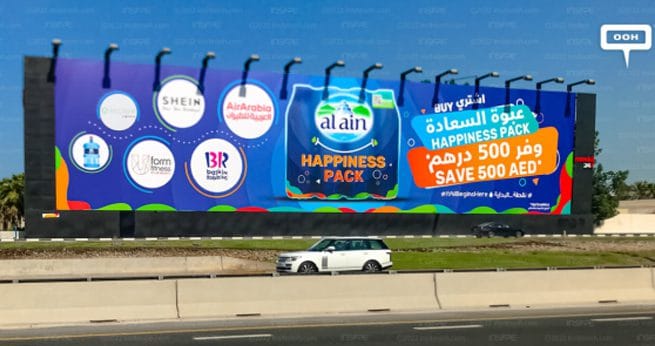 OOH
SHEIN
AirArabia
العربية للطيران
form
fitness
BR
baskin
robbins
al ain
HAPPINESS
PACK
BUY اشتري
عبوة السعادة
HAPPINESS PACK
وفر 500 درهم*
SAVE 500 AED*